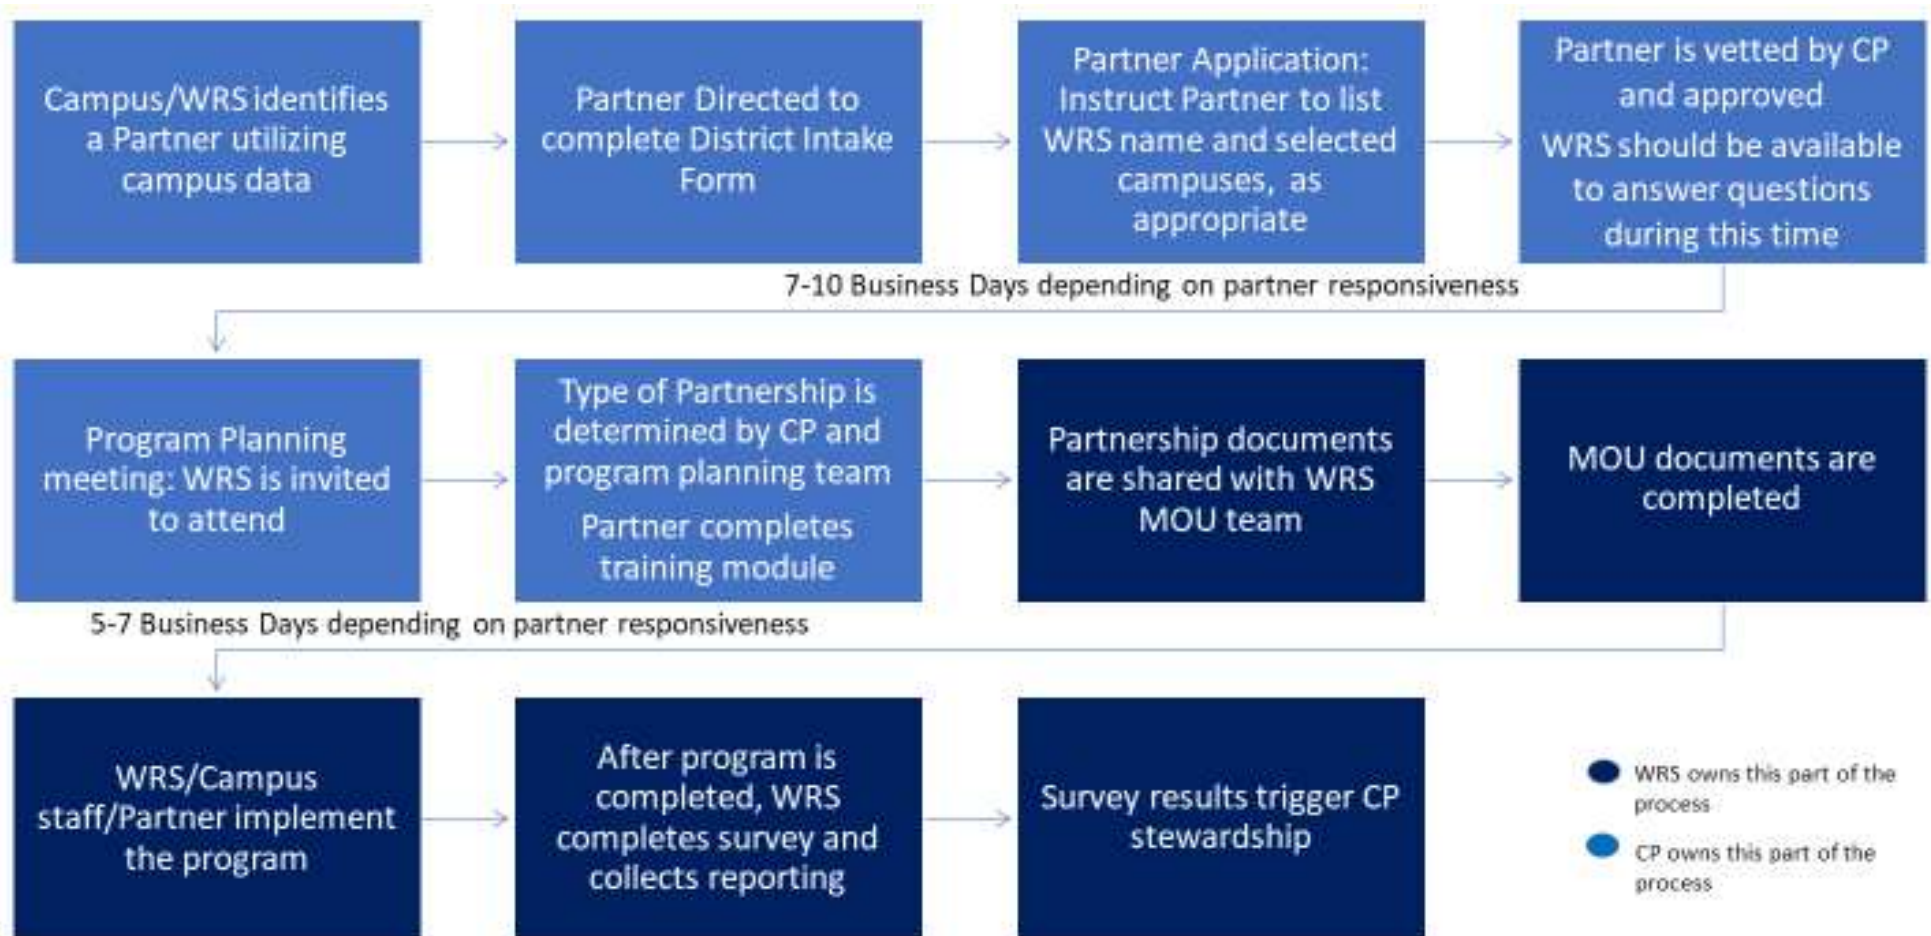 Campus/WRS identifies
a Partner utilizing
campus data
Partner Directed to
complete District Intake
Form
Partner Application:
Instruct Partner to list
WRS name and selected
campuses, as
appropriate
Partner is vetted by CP
and approved
WRS should be available
to answer questions
during this time
7-10 Business Days depending on partner responsiveness
Program Planning
meeting: WRS is invited
to attend
Type of Partnership is
determined by CP and
program planning team
Partner completes
training module
Partnership documents
are shared with WRS
MOU team
MOU documents are
completed
5-7 Business Days depending on partner responsiveness
WRS/Campus
staff/Partner implement
the program
After program is
completed, WRS
completes survey and
collects reporting
Survey results trigger CP
stewardship
WRS owns this part of the
process
CP owns this part of the
process